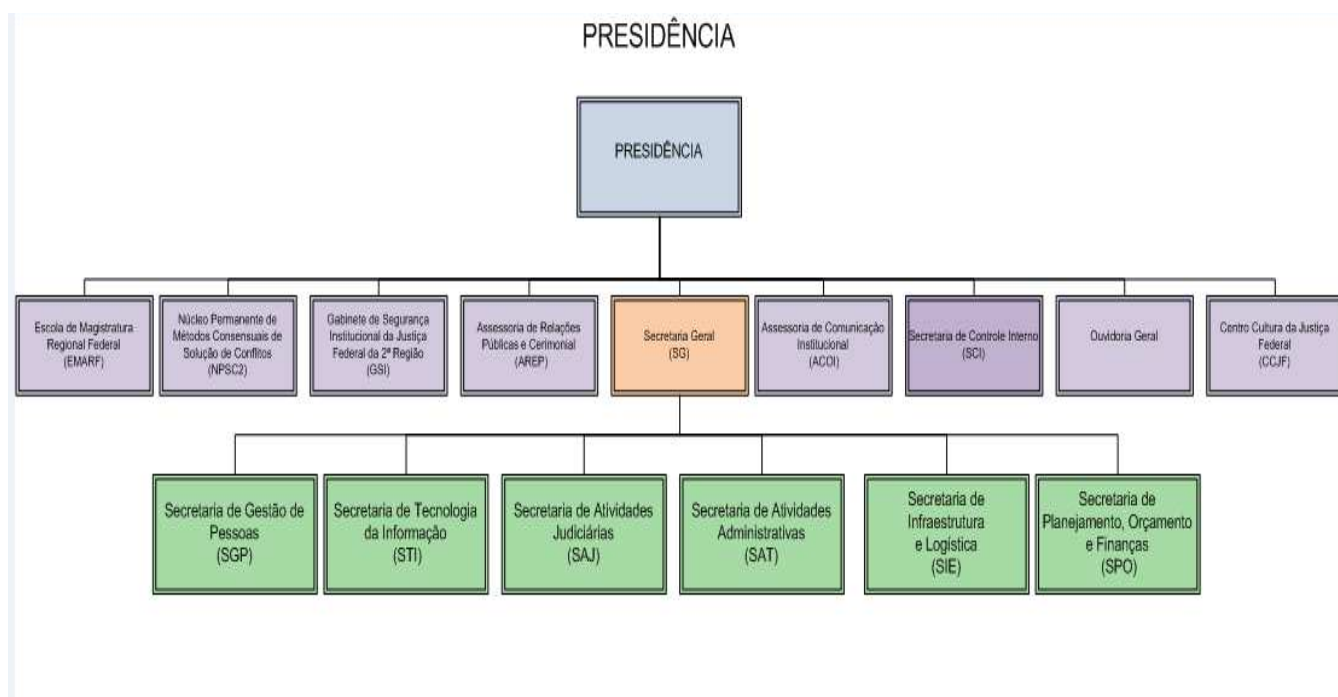 PRESIDÊNCIA
PRESIDÊNCIA
Escola de Magistratura
Regional Federal
(EMARF)
Núcleo Permanente de
Métodos Consensuais de
Solução de Conflitos
(NPSC2)
Gabinete de Segurança
Institucional da Justiça
Federal da 2ª Região
(GSI)
Assessoria de Relações
Públicas e Cerimonial
(AREP)
Secretaria Geral
(SG)
Assessoria de Comunicação
Institucional
(ACOI)
Secretaria de Controle Interno
(SCI)
Ouvidoria Geral
Centro Cultura da Justiça
Federal
(CCJF)
Secretaria de Gestão de
Pessoas
(SGP)
Secretaria de Tecnologia
da Informação
(STI)
Secretaria de Atividades
Judiciárias
(SAJ)
Secretaria de Atividades
Administrativas
(SAT)
Secretaria de
Infraestrutura
e Logística
(SIE)
Secretaria de
Planejamento, Orçamento
e Finanças
(SPO)